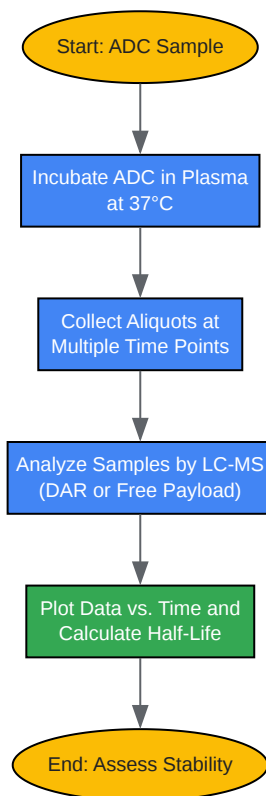 Start: ADC Sample
Incubate ADC in Plasma
at 37°C
Collect Aliquots at
Multiple Time Points
Analyze Samples by LC-MS
(DAR or Free Payload)
Plot Data vs. Time and
Calculate Half-Life
End: Assess Stability